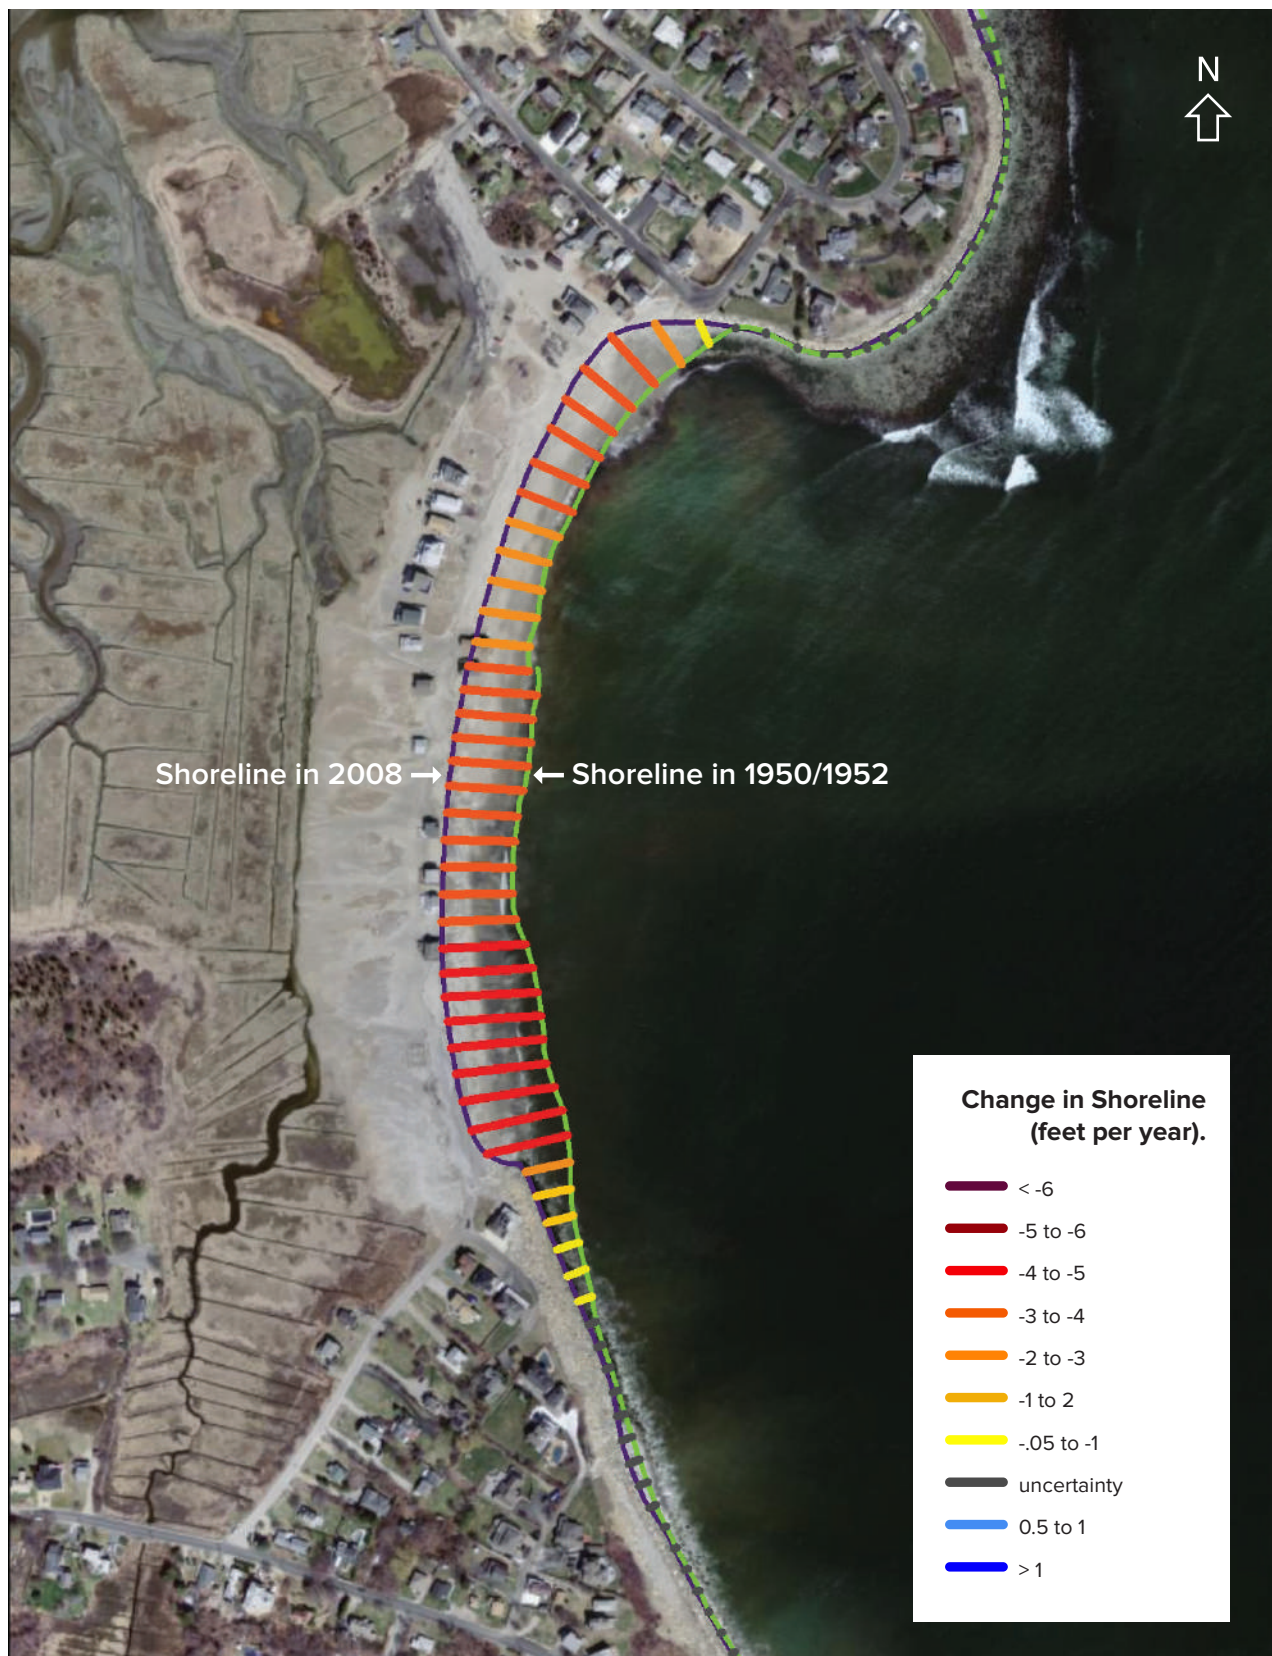 N
Shoreline in 2008
Shoreline in 1950/1952
Change in Shoreline
(feet per year).
< -6
-5 to -6
-4 to -5
-3 to -4
-2 to -3
-1 to 2
-.05 to -1
uncertainty
0.5 to 1
> 1